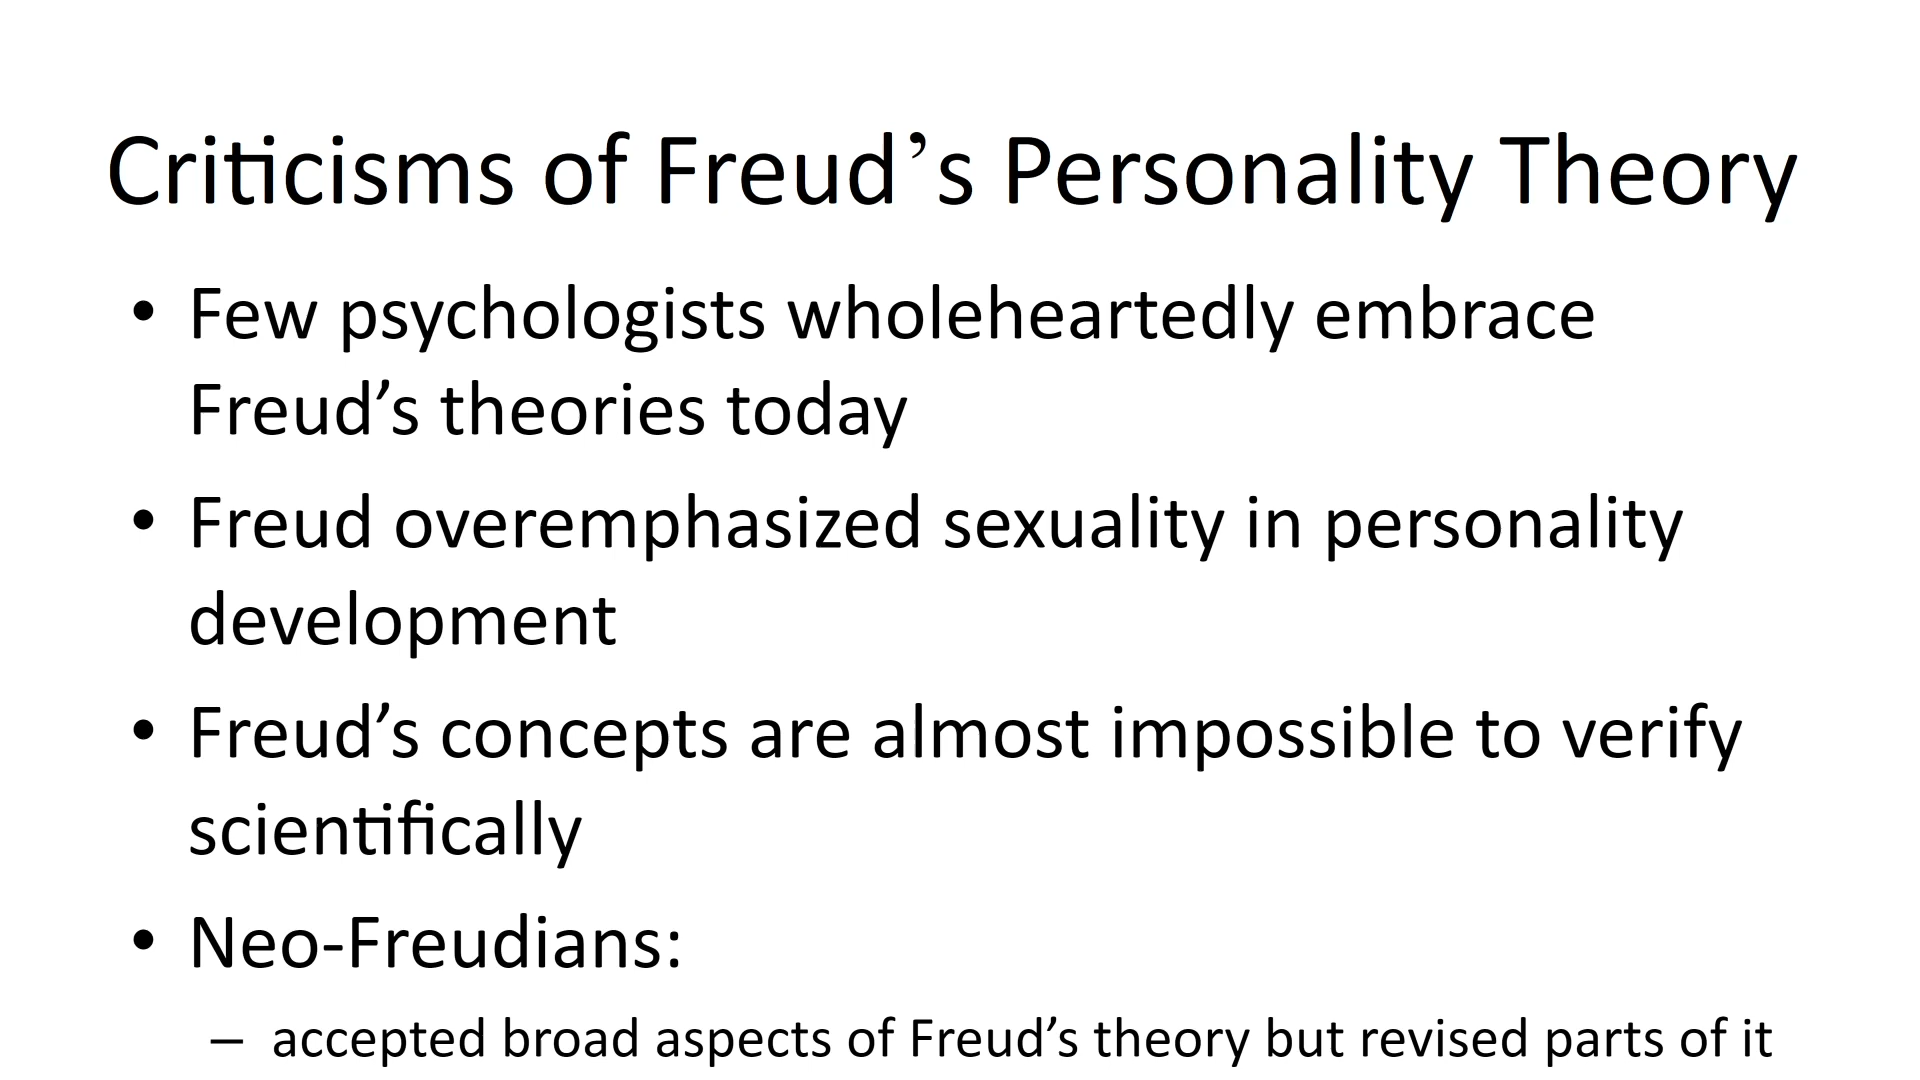 Criticisms of Freud’s Personality Theory
• Few psychologists wholeheartedly embrace
Freud’s theories today
• Freud overemphasized sexuality in personality
development
• Freud’s concepts are almost impossible to verify
scientifically
• Neo-Freudians:
– accepted broad aspects of Freud’s theory but revised parts of it